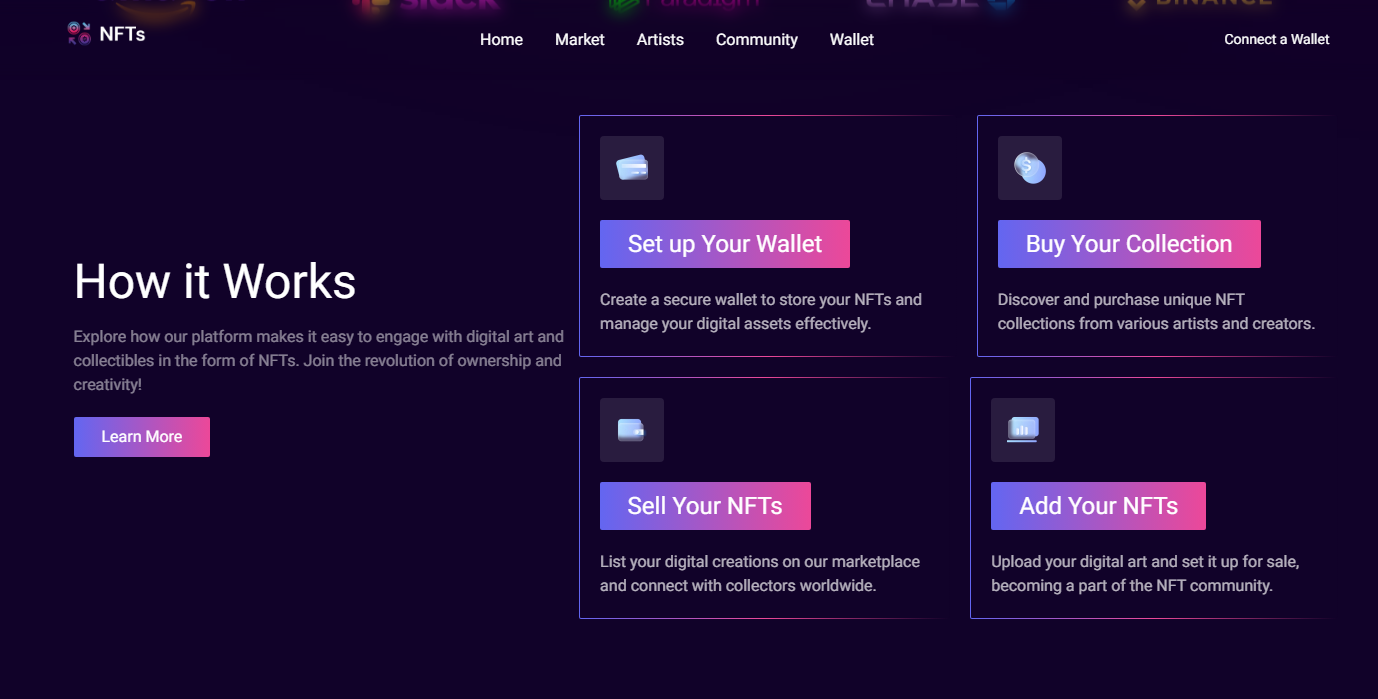 slack
Paradigm
CHASE
BINANCE
NFTs
Home
Market
Artists
Community
Wallet
Connect a Wallet
How it Works
Explore how our platform makes it easy to engage with digital art and
collectibles in the form of NFTs. Join the revolution of ownership and
creativity!
Learn More
Set up Your Wallet
Create a secure wallet to store your NFTs and
manage your digital assets effectively.
Buy Your Collection
Discover and purchase unique NFT
collections from various artists and creators.
Sell Your NFTs
List your digital creations on our marketplace
and connect with collectors worldwide.
Add Your NFTs
Upload your digital art and set it up for sale,
becoming a part of the NFT community.